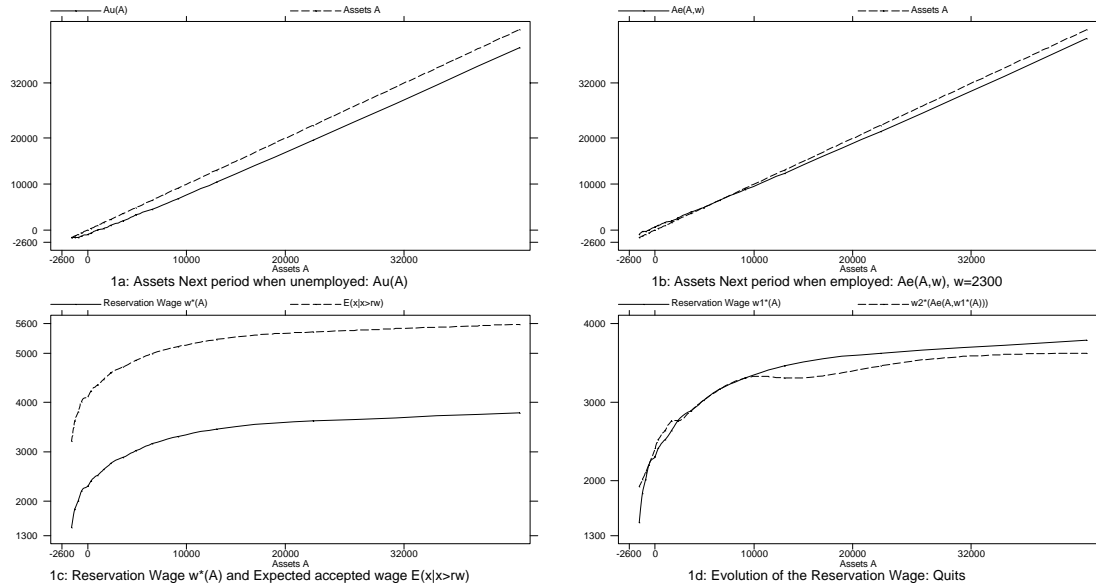 Au(A) Assets A
32000
20000
10000
0
-2600
-2600 0 10000 20000 32000
Assets A
1a: Assets Next period when unemployed: Au(A)
Ae(A,w) Assets A
32000
20000
10000
0
-2600
-2600 0 10000 20000 32000
Assets A
1b: Assets Next period when employed: Ae(A,w), w=2300
Reservation Wage w*(A) E(x|x>rw)
5600
5000
4000
3000
2000
1300
-2600 0 10000 20000 32000
Assets A
1c: Reservation Wage w*(A) and Expected accepted wage E(x|x>rw)
Reservation Wage w1*(A) w2*(Ae(A,w1*(A)))
4000
3000
2000
1300
-2600 0 10000 20000 32000
Assets A
1d: Evolution of the Reservation Wage: Quits